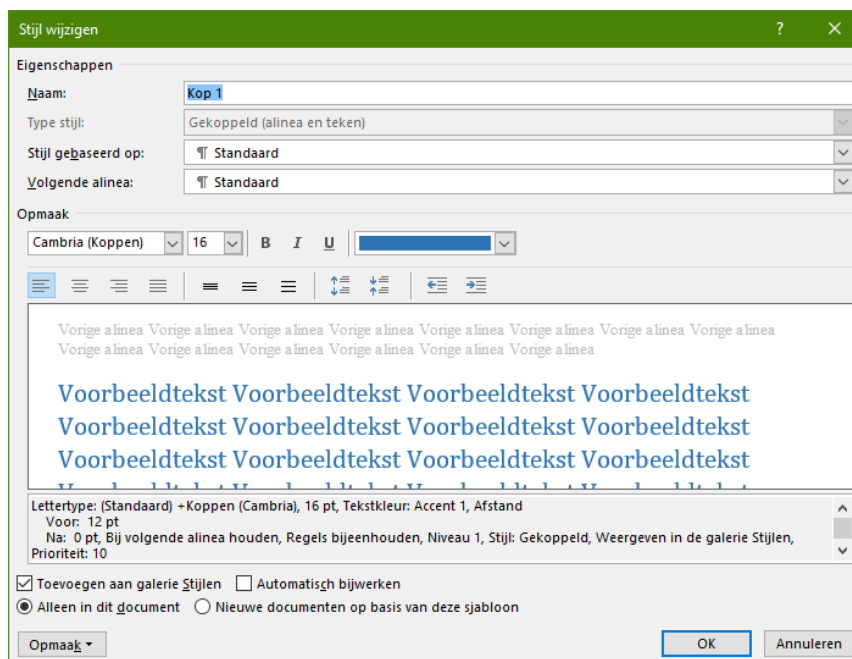 Stijl wijzigen ?
Eigenschappen
Naam: Kop 1
Type stijl: Gekoppeld (alinea en teken)
Stijl gebaseerd op: ¶ Standaard
Volgende alinea: ¶ Standaard
Opmaak
Cambria (Koppen) 16 B I U
Vorige alinea Vorige alinea Vorige alinea Vorige alinea Vorige alinea Vorige alinea Vorige alinea Vorige alinea
Vorige alinea Vorige alinea Vorige alinea Vorige alinea Vorige alinea Vorige alinea
Voorbeeldtekst Voorbeeldtekst Voorbeeldtekst Voorbeeldtekst
Voorbeeldtekst Voorbeeldtekst Voorbeeldtekst Voorbeeldtekst
Voorbeeldtekst Voorbeeldtekst Voorbeeldtekst Voorbeeldtekst
Voorbeeldtekst Voorbeeldtekst Voorbeeldtekst Voorbeeldtekst
Lettertype: (Standaard) +Koppen (Cambria), 16 pt, Tekstkleur: Accent 1, Afstand
Voor: 12 pt
Na: 0 pt, Bij volgende alinea houden, Regels bijeenhouden, Niveau 1, Stijl: Gekoppeld, Weergeven in de galerie Stijlen,
Prioriteit: 10
Toevoegen aan galerie Stijlen Automatisch bijwerken
Alleen in dit document Nieuwe documenten op basis van deze sjabloon
Opmaak OK Annuleren